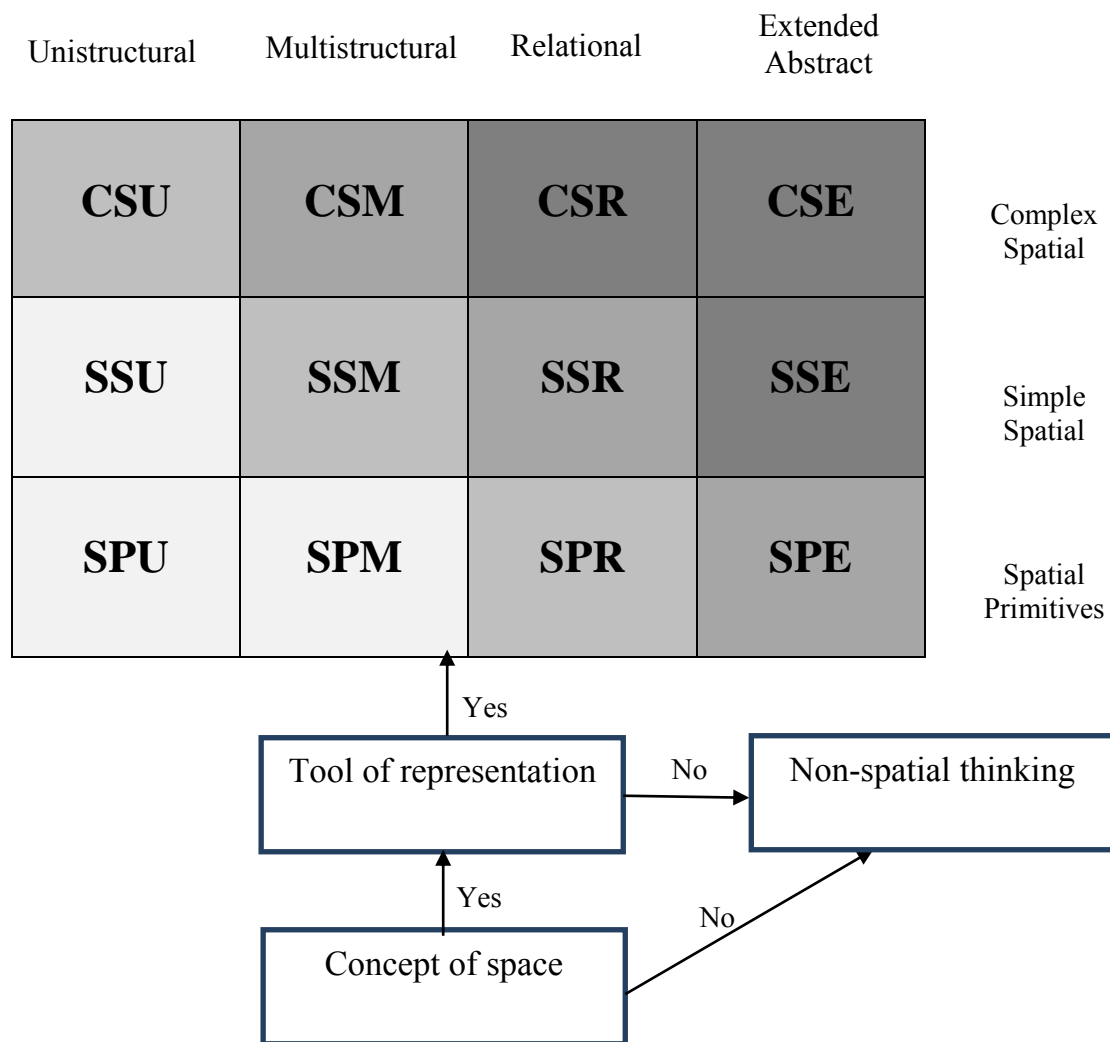 Unistructural
Multistructural
Relational
Extended
Abstract
CSU
CSM
CSR
CSE
Complex
Spatial
SSU
SSM
SSR
SSE
Simple
Spatial
SPU
SPM
SPR
SPE
Spatial
Primitives
Yes
Tool of representation
No
Non-spatial thinking
Yes
No
Concept of space